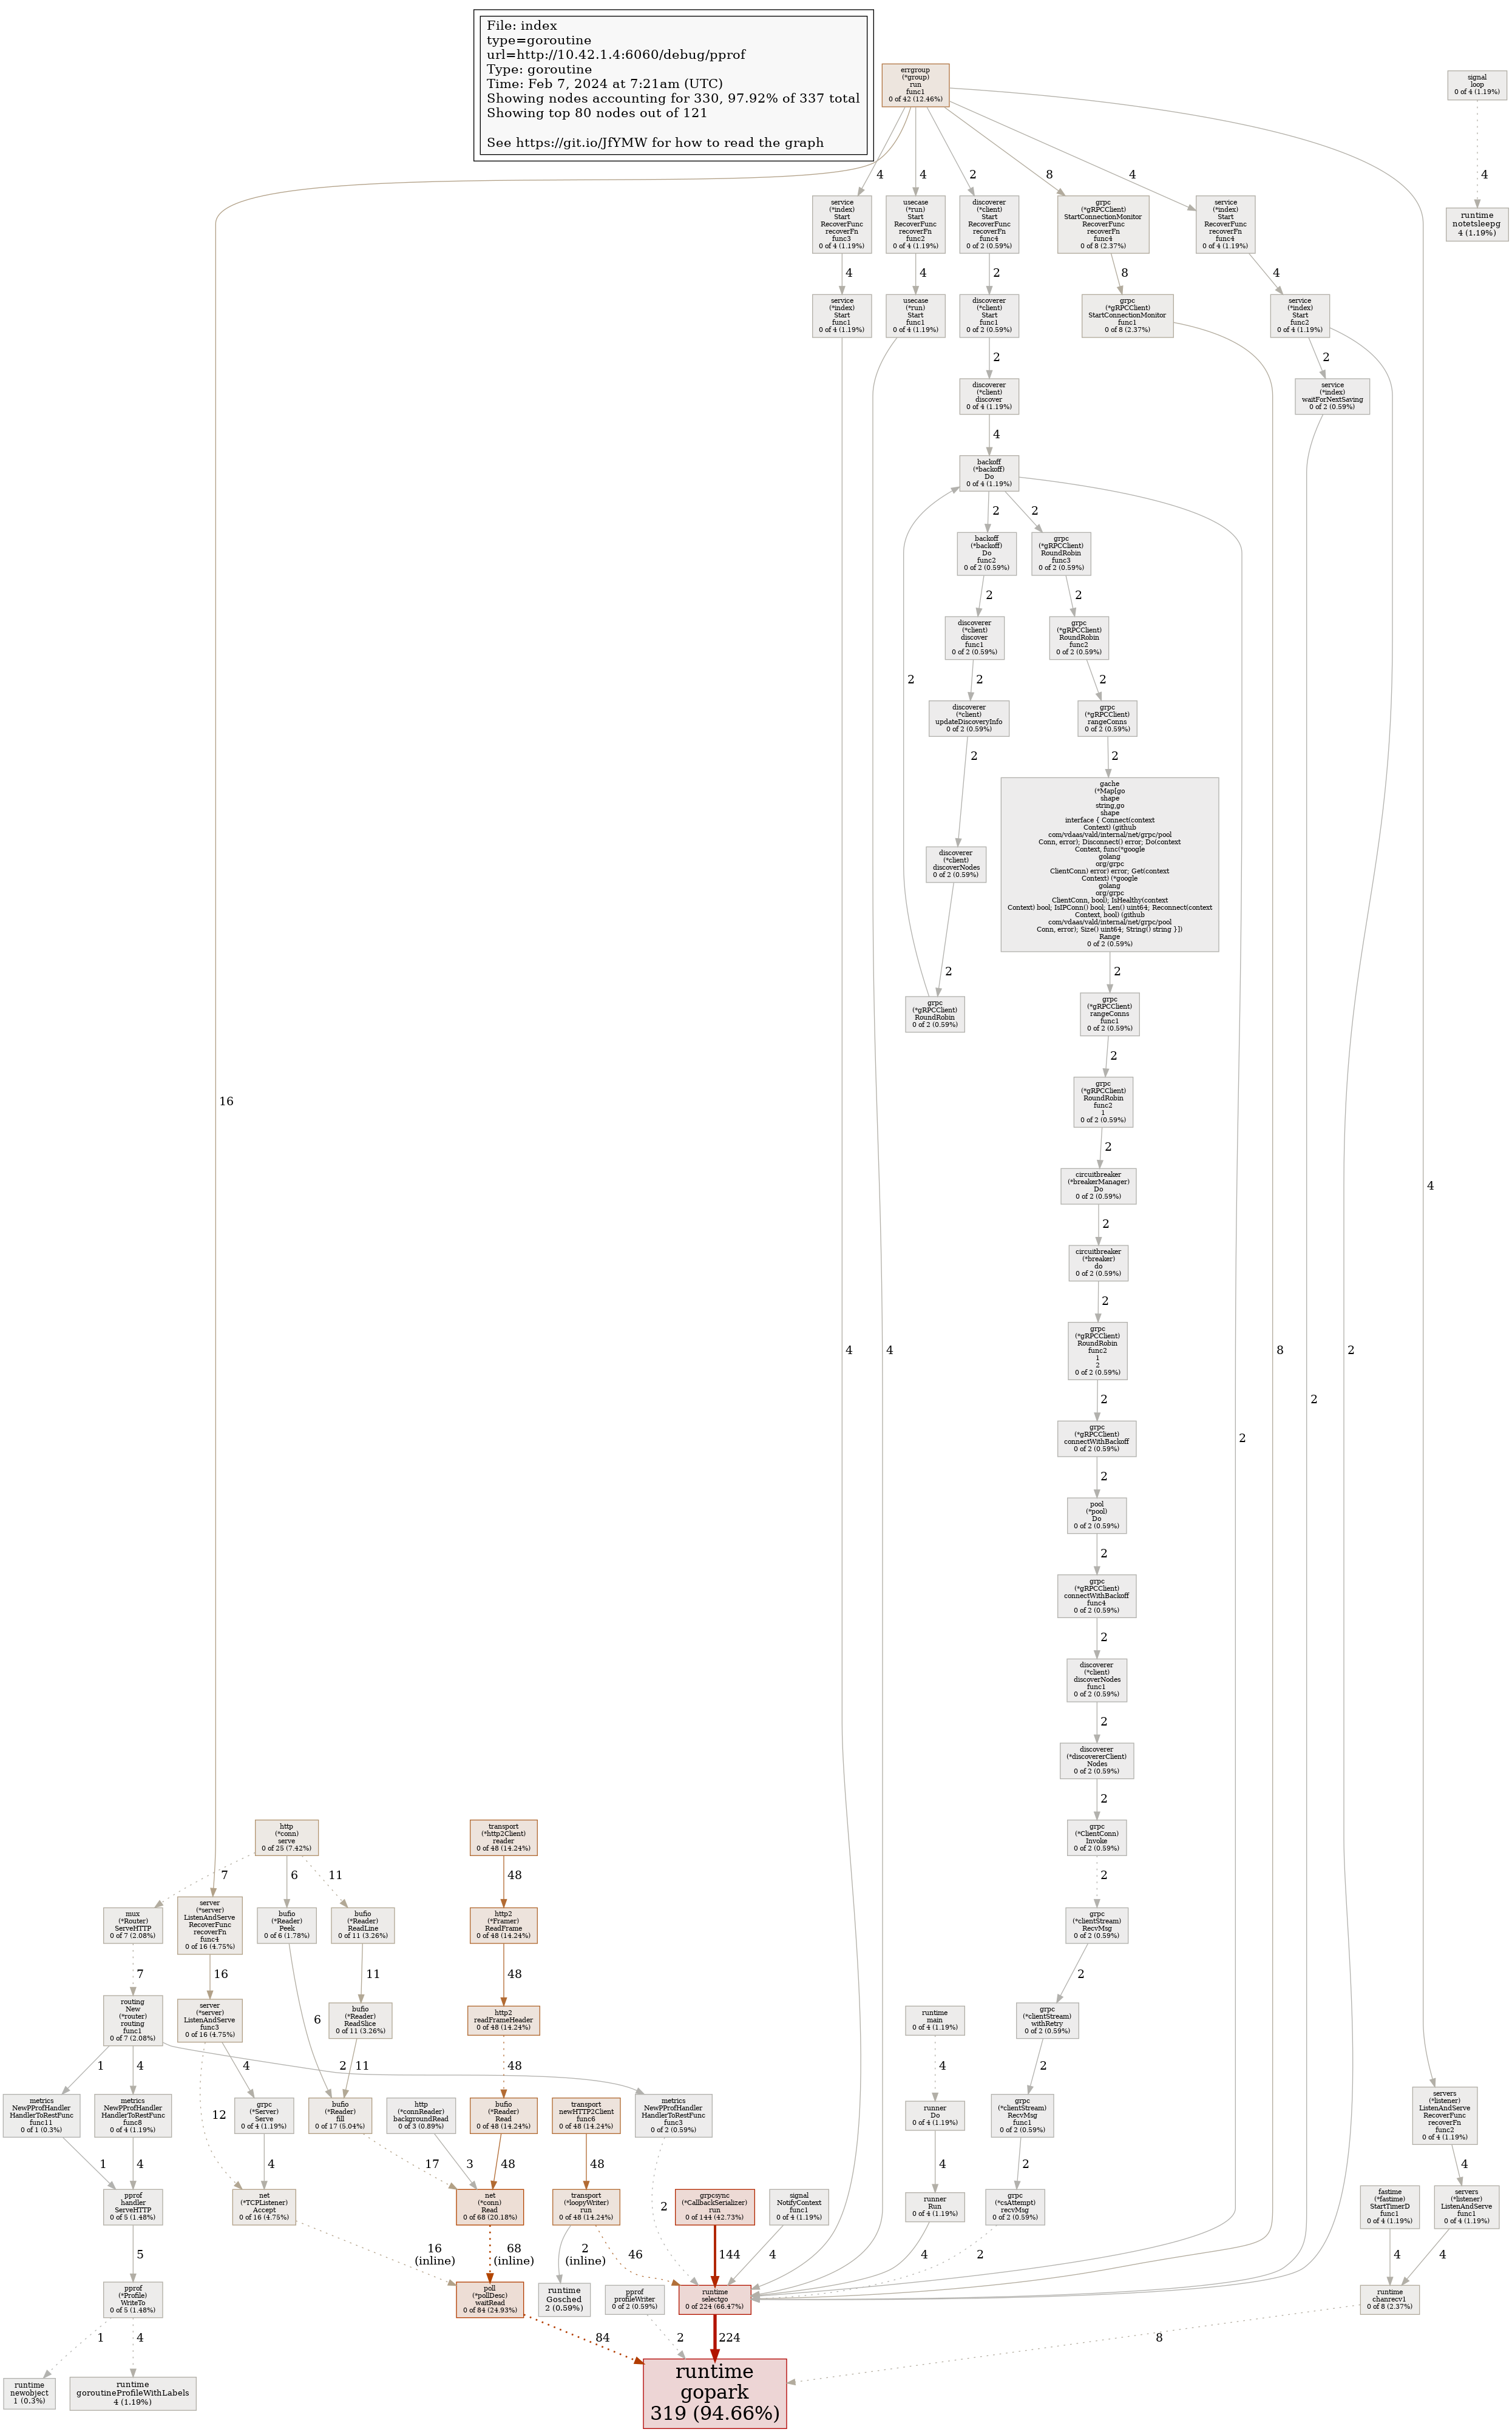 File: index
type=goroutine
url=http://10.42.1.4:6060/debug/pprof
Type: goroutine
Time: Feb 7, 2024 at 7:21am (UTC)
Showing nodes accounting for 330, 97.92% of 337 total
Showing top 80 nodes out of 121
See https://git.io/JfYMW for how to read the graph
errgroup
(*group)
run
func1
0 of 42 (12.46%)
signal
loop
0 of 4 (1.19%)
4
4
2
8
4
4
service
(*index)
Start
RecoverFunc
recoverFn
func3
0 of 4 (1.19%)
usecase
(*run)
Start
RecoverFunc
recoverFn
func2
0 of 4 (1.19%)
discoverer
(*client)
Start
RecoverFunc
recoverFn
func4
0 of 2 (0.59%)
grpc
(*gRPCClient)
StartConnectionMonitor
RecoverFunc
recoverFn
func4
0 of 8 (2.37%)
service
(*index)
Start
RecoverFunc
recoverFn
func4
0 of 4 (1.19%)
runtime
notetsleepg
4 (1.19%)
4
4
2
8
4
service
(*index)
Start
func1
0 of 4 (1.19%)
usecase
(*run)
Start
func1
0 of 4 (1.19%)
discoverer
(*client)
Start
func1
0 of 2 (0.59%)
grpc
(*gRPCClient)
StartConnectionMonitor
func1
0 of 8 (2.37%)
service
(*index)
Start
func2
0 of 4 (1.19%)
2
2
discoverer
(*client)
discover
0 of 4 (1.19%)
service
(*index)
waitForNextSaving
0 of 2 (0.59%)
4
backoff
(*backoff)
Do
0 of 4 (1.19%)
2
2
backoff
(*backoff)
Do
func2
0 of 2 (0.59%)
grpc
(*gRPCClient)
RoundRobin
func3
0 of 2 (0.59%)
2
2
discoverer
(*client)
discover
func1
0 of 2 (0.59%)
grpc
(*gRPCClient)
RoundRobin
func2
0 of 2 (0.59%)
2
2
2
discoverer
(*client)
updateDiscoveryInfo
0 of 2 (0.59%)
grpc
(*gRPCClient)
rangeConns
0 of 2 (0.59%)
2
2
gache
(*Map[go
shape
string,go
shape
interface { Connect(context
Context) (github
com/vdaas/vald/internal/net/grpc/pool
Conn, error); Disconnect() error; Do(context
Context, func(*google
golang
org/grpc
ClientConn) error) error; Get(context
Context) (*google
golang
org/grpc
ClientConn, bool); IsHealthy(context
Context) bool; IsIPConn() bool; Len() uint64; Reconnect(context
Context, bool) (github
com/vdaas/vald/internal/net/grpc/pool
Conn, error); Size() uint64; String() string }])
Range
0 of 2 (0.59%)
discoverer
(*client)
discoverNodes
0 of 2 (0.59%)
2
2
grpc
(*gRPCClient)
RoundRobin
0 of 2 (0.59%)
grpc
(*gRPCClient)
rangeConns
func1
0 of 2 (0.59%)
2
grpc
(*gRPCClient)
RoundRobin
func2
1
0 of 2 (0.59%)
16
2
circuitbreaker
(*breakerManager)
Do
0 of 2 (0.59%)
4
2
circuitbreaker
(*breaker)
do
0 of 2 (0.59%)
2
grpc
(*gRPCClient)
RoundRobin
func2
1
2
0 of 2 (0.59%)
4
4
8
2
2
2
grpc
(*gRPCClient)
connectWithBackoff
0 of 2 (0.59%)
2
2
pool
(*pool)
Do
0 of 2 (0.59%)
2
grpc
(*gRPCClient)
connectWithBackoff
func4
0 of 2 (0.59%)
2
discoverer
(*client)
discoverNodes
func1
0 of 2 (0.59%)
2
discoverer
(*discovererClient)
Nodes
0 of 2 (0.59%)
2
http
(*conn)
serve
0 of 25 (7.42%)
transport
(*http2Client)
reader
0 of 48 (14.24%)
grpc
(*ClientConn)
Invoke
0 of 2 (0.59%)
7
6
11
48
2
mux
(*Router)
ServeHTTP
0 of 7 (2.08%)
server
(*server)
ListenAndServe
RecoverFunc
recoverFn
func4
0 of 16 (4.75%)
bufio
(*Reader)
Peek
0 of 6 (1.78%)
bufio
(*Reader)
ReadLine
0 of 11 (3.26%)
http2
(*Framer)
ReadFrame
0 of 48 (14.24%)
grpc
(*clientStream)
RecvMsg
0 of 2 (0.59%)
7
16
11
48
2
routing
New
(*router)
routing
func1
0 of 7 (2.08%)
server
(*server)
ListenAndServe
func3
0 of 16 (4.75%)
6
bufio
(*Reader)
ReadSlice
0 of 11 (3.26%)
http2
readFrameHeader
0 of 48 (14.24%)
runtime
main
0 of 4 (1.19%)
grpc
(*clientStream)
withRetry
0 of 2 (0.59%)
1
4
4
11
48
2
4
2
metrics
NewPProfHandler
HandlerToRestFunc
func11
0 of 1 (0.3%)
metrics
NewPProfHandler
HandlerToRestFunc
func8
0 of 4 (1.19%)
12
grpc
(*Server)
Serve
0 of 4 (1.19%)
bufio
(*Reader)
fill
0 of 17 (5.04%)
http
(*connReader)
backgroundRead
0 of 3 (0.89%)
bufio
(*Reader)
Read
0 of 48 (14.24%)
transport
newHTTP2Client
func6
0 of 48 (14.24%)
metrics
NewPProfHandler
HandlerToRestFunc
func3
0 of 2 (0.59%)
runner
Do
0 of 4 (1.19%)
grpc
(*clientStream)
RecvMsg
func1
0 of 2 (0.59%)
servers
(*listener)
ListenAndServe
RecoverFunc
recoverFn
func2
0 of 4 (1.19%)
1
4
4
17
3
48
48
4
2
4
pprof
handler
ServeHTTP
0 of 5 (1.48%)
net
(*TCPListener)
Accept
0 of 16 (4.75%)
net
(*conn)
Read
0 of 68 (20.18%)
transport
(*loopyWriter)
run
0 of 48 (14.24%)
2
grpcsync
(*CallbackSerializer)
run
0 of 144 (42.73%)
signal
NotifyContext
func1
0 of 4 (1.19%)
runner
Run
0 of 4 (1.19%)
grpc
(*csAttempt)
recvMsg
0 of 2 (0.59%)
fastime
(*fastime)
StartTimerD
func1
0 of 4 (1.19%)
servers
(*listener)
ListenAndServe
func1
0 of 4 (1.19%)
5
16
(inline)
68
(inline)
2
(inline)
46
144
4
4
2
4
4
pprof
(*Profile)
WriteTo
0 of 5 (1.48%)
poll
(*pollDesc)
waitRead
0 of 84 (24.93%)
runtime
Gosched
2 (0.59%)
pprof
profileWriter
0 of 2 (0.59%)
runtime
selectgo
0 of 224 (66.47%)
runtime
chanrecv1
0 of 8 (2.37%)
1
4
84
2
224
8
runtime
newobject
1 (0.3%)
runtime
goroutineProfileWithLabels
4 (1.19%)
runtime
gopark
319 (94.66%)